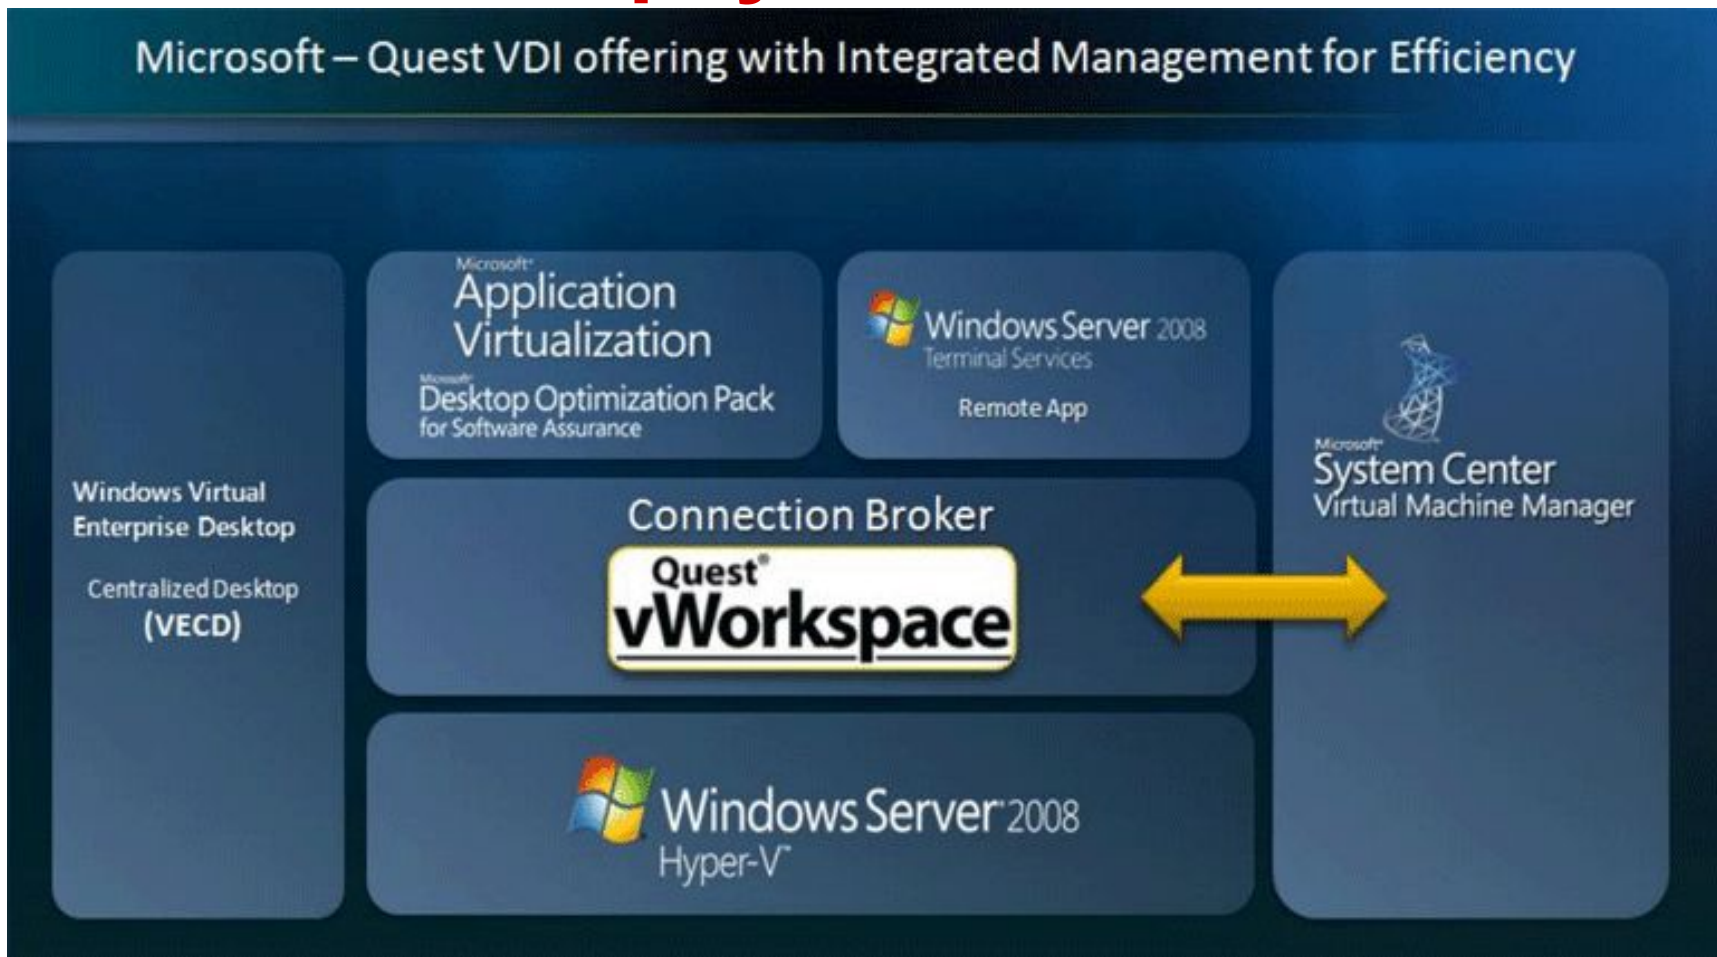 Microsoft – Quest VDI offering with Integrated Management for Efficiency
Windows Virtual
Enterprise Desktop
Centralized Desktop
(VECD)
Microsoft®
Application
Virtualization
Microsoft®
Desktop Optimization Pack
for Software Assurance
Windows Server 2008
Terminal Services
Remote App
Connection Broker
Quest®
vWorkspace
Windows Server® 2008
Hyper-V™
Microsoft®
System Center
Virtual Machine Manager